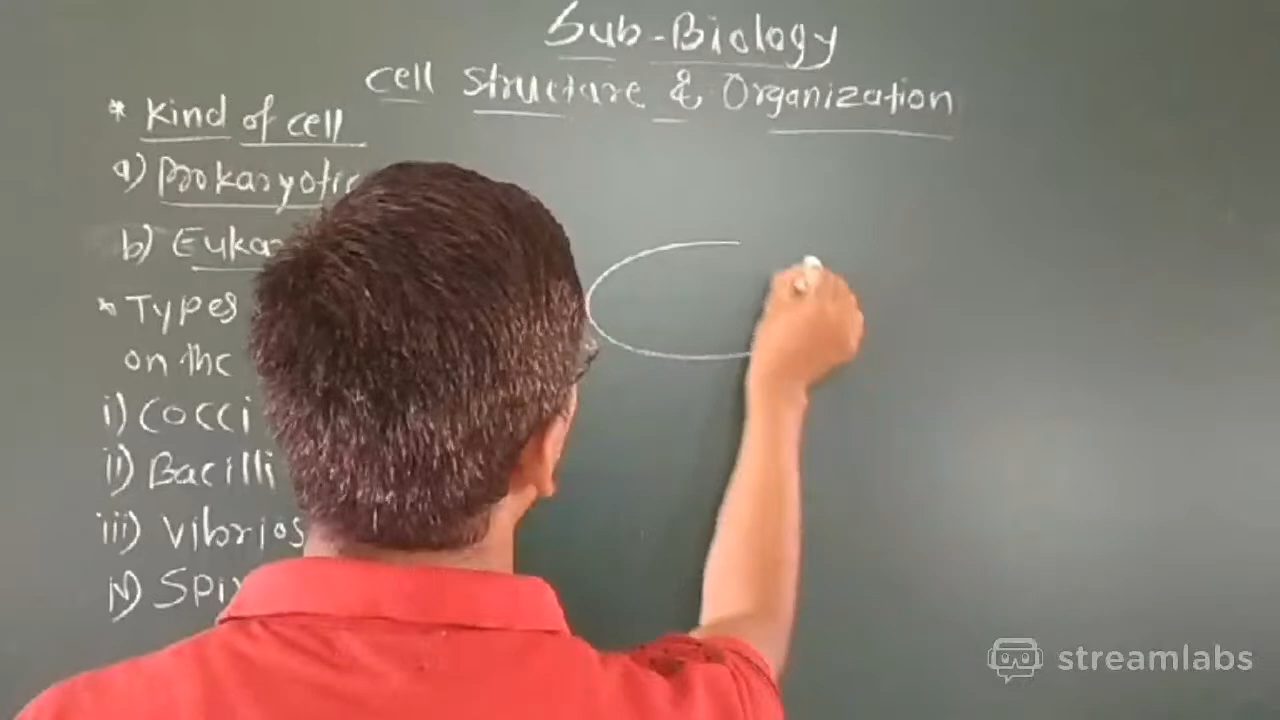 Sub-Biology
cell structure & Organization
* Kind of cell
a) Prokaryotic
b) Eukar
* Types
on the
i) Cocci
ii) Bacilli
iii) Vibrios
iv) Spir
streamlabs